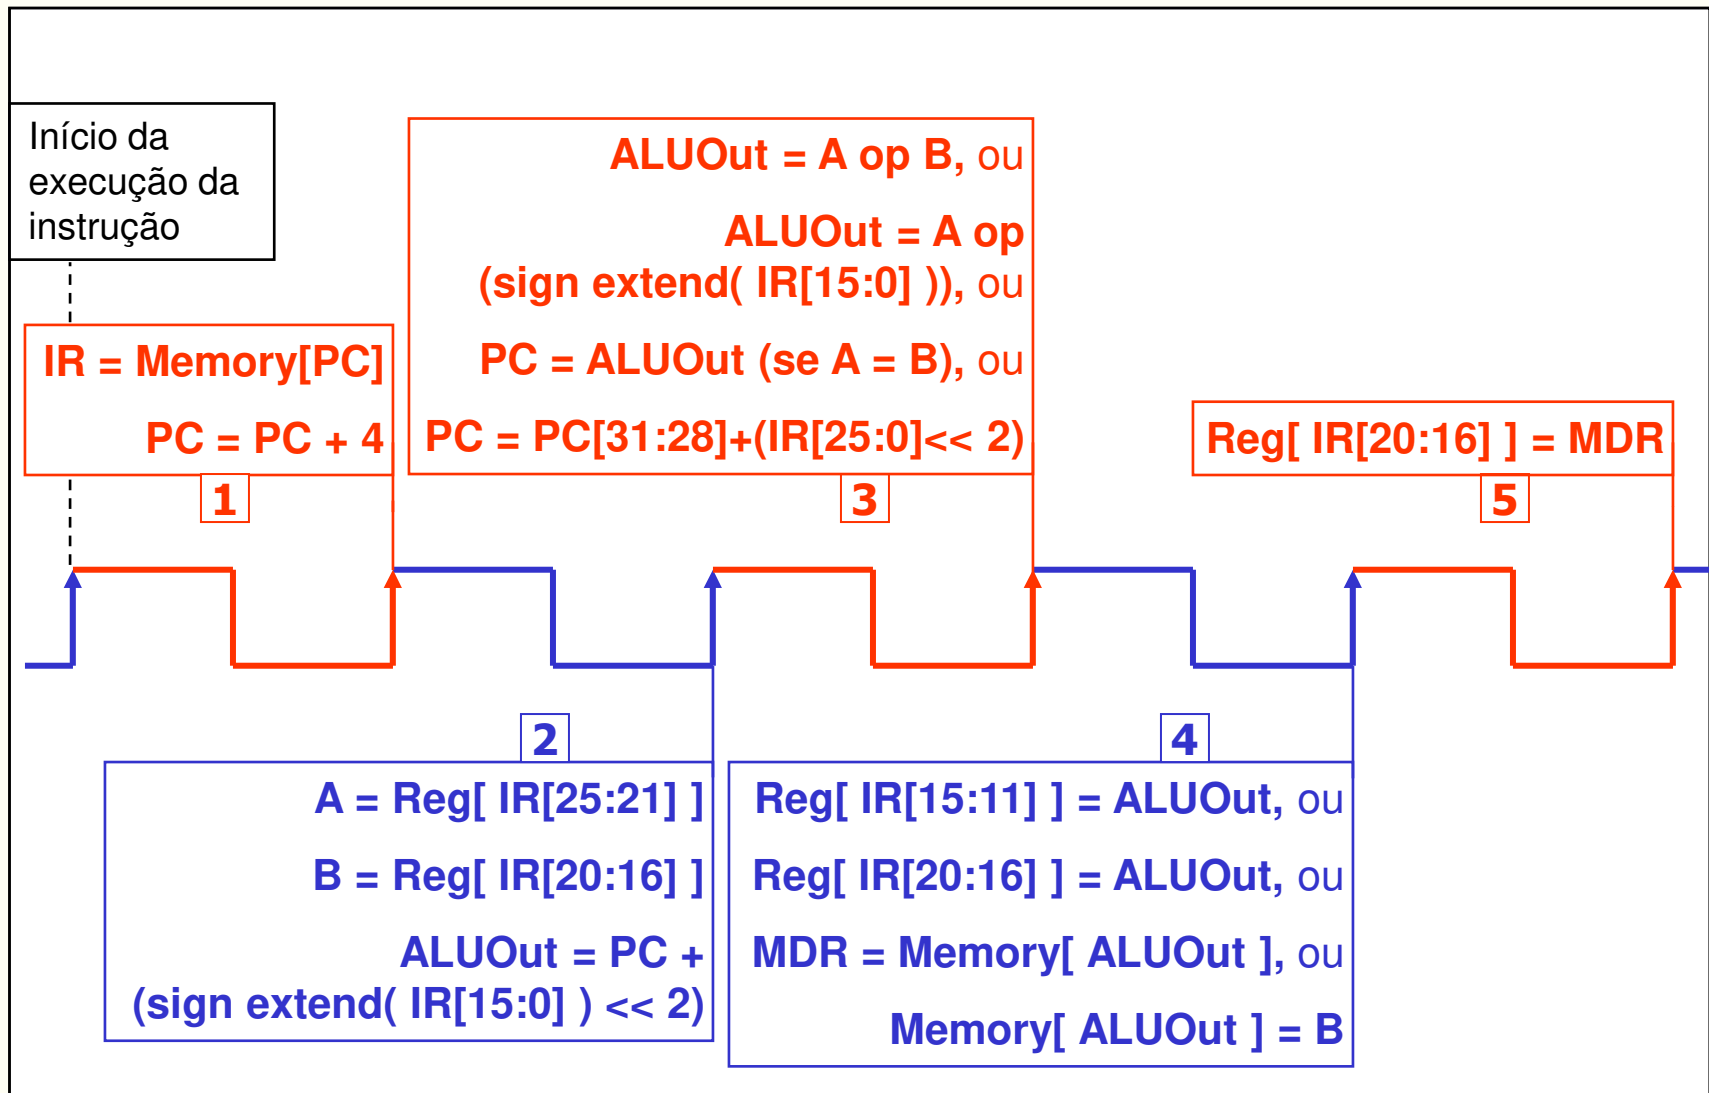 Início da
execução da
instrução
IR = Memory[PC]
PC = PC + 4
1
ALUOut = A op B, ou
ALUOut = A op
(sign extend( IR[15:0] )), ou
PC = ALUOut (se A = B), ou
PC = PC[31:28]+(IR[25:0]<< 2)
3
Reg[ IR[20:16] ] = MDR
5
2
A = Reg[ IR[25:21] ]
B = Reg[ IR[20:16] ]
ALUOut = PC +
(sign extend( IR[15:0] ) << 2)
4
Reg[ IR[15:11] ] = ALUOut, ou
Reg[ IR[20:16] ] = ALUOut, ou
MDR = Memory[ ALUOut ], ou
Memory[ ALUOut ] = B